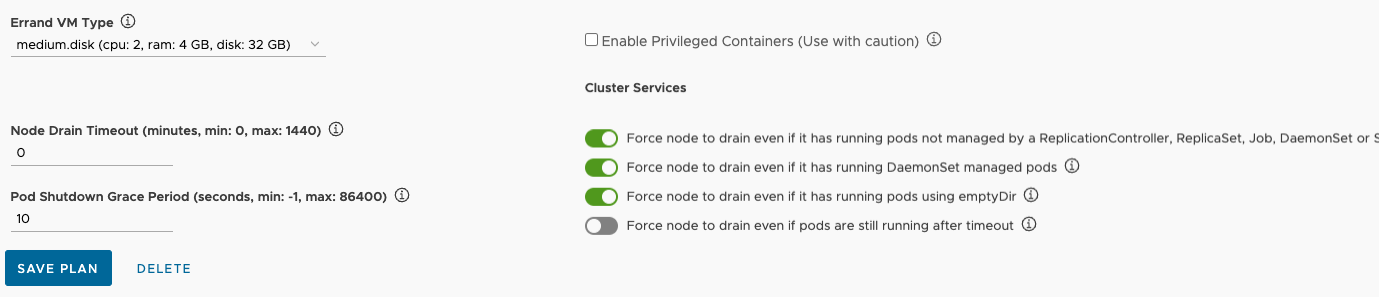 Errand VM Type
medium.disk (cpu: 2, ram: 4 GB, disk: 32 GB)
Enable Privileged Containers (Use with caution)
Cluster Services
Node Drain Timeout (minutes, min: 0, max: 1440)
0
Force node to drain even if it has running pods not managed by a ReplicationController, ReplicaSet, Job, DaemonSet or S
Force node to drain even if it has running DaemonSet managed pods
Pod Shutdown Grace Period (seconds, min: -1, max: 86400)
10
Force node to drain even if it has running pods using emptyDir
Force node to drain even if pods are still running after timeout
SAVE PLAN
DELETE